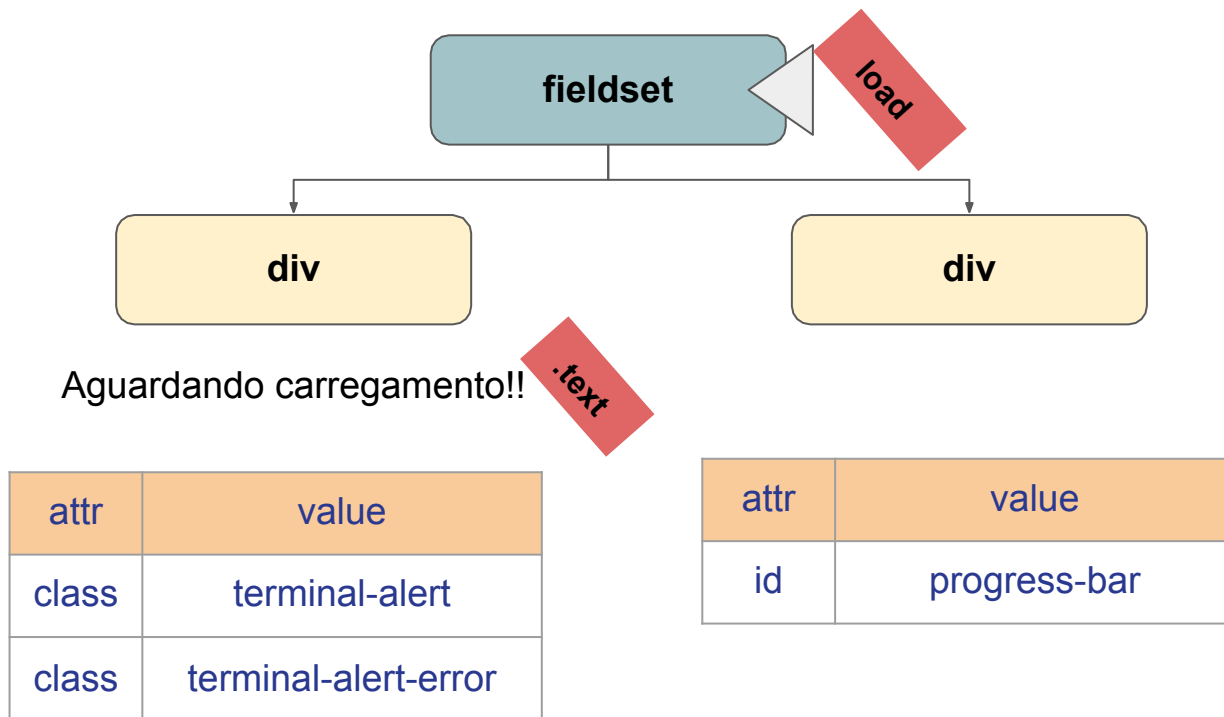 fieldset
load
div
div
Aguardando carregamento!!
.text
attr value
class terminal-alert
class terminal-alert-error
attr value
id progress-bar